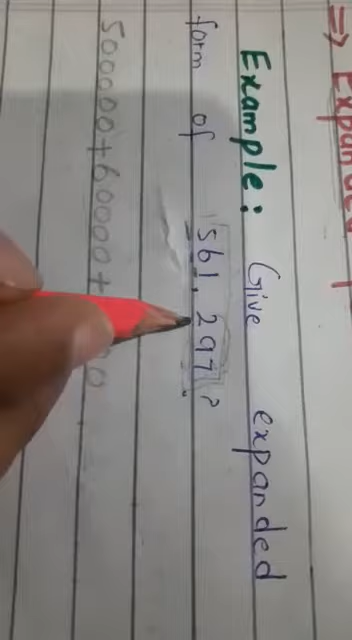 => Expanded
Example: Give expanded
form of 561,297?
500000+60000+